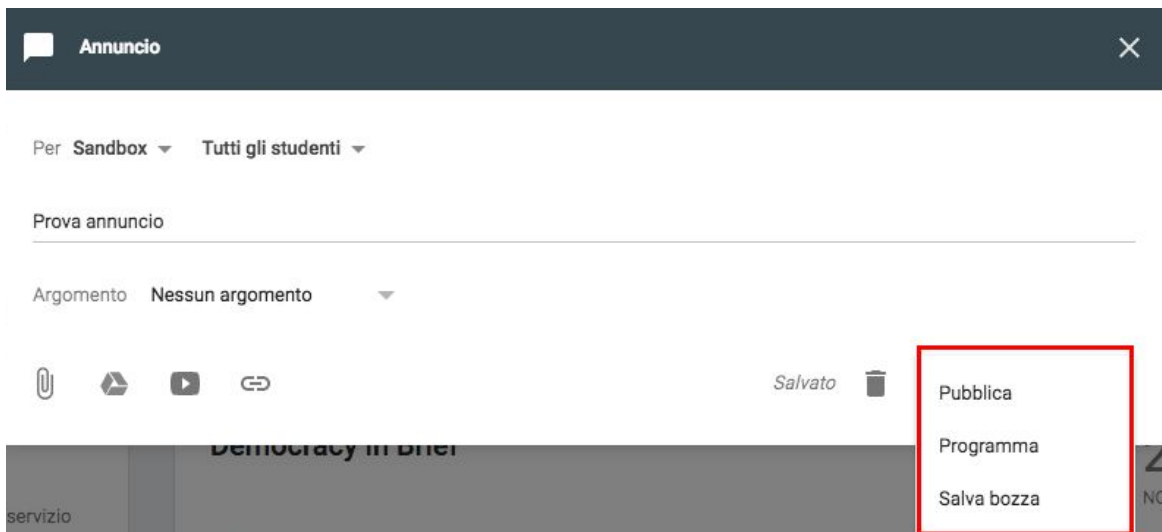 Annuncio
Per Sandbox Tutti gli studenti
Prova annuncio
Argomento Nessun argomento
Salvato
Pubblica
Programma
Salva bozza
Democracy in Brief
servizio